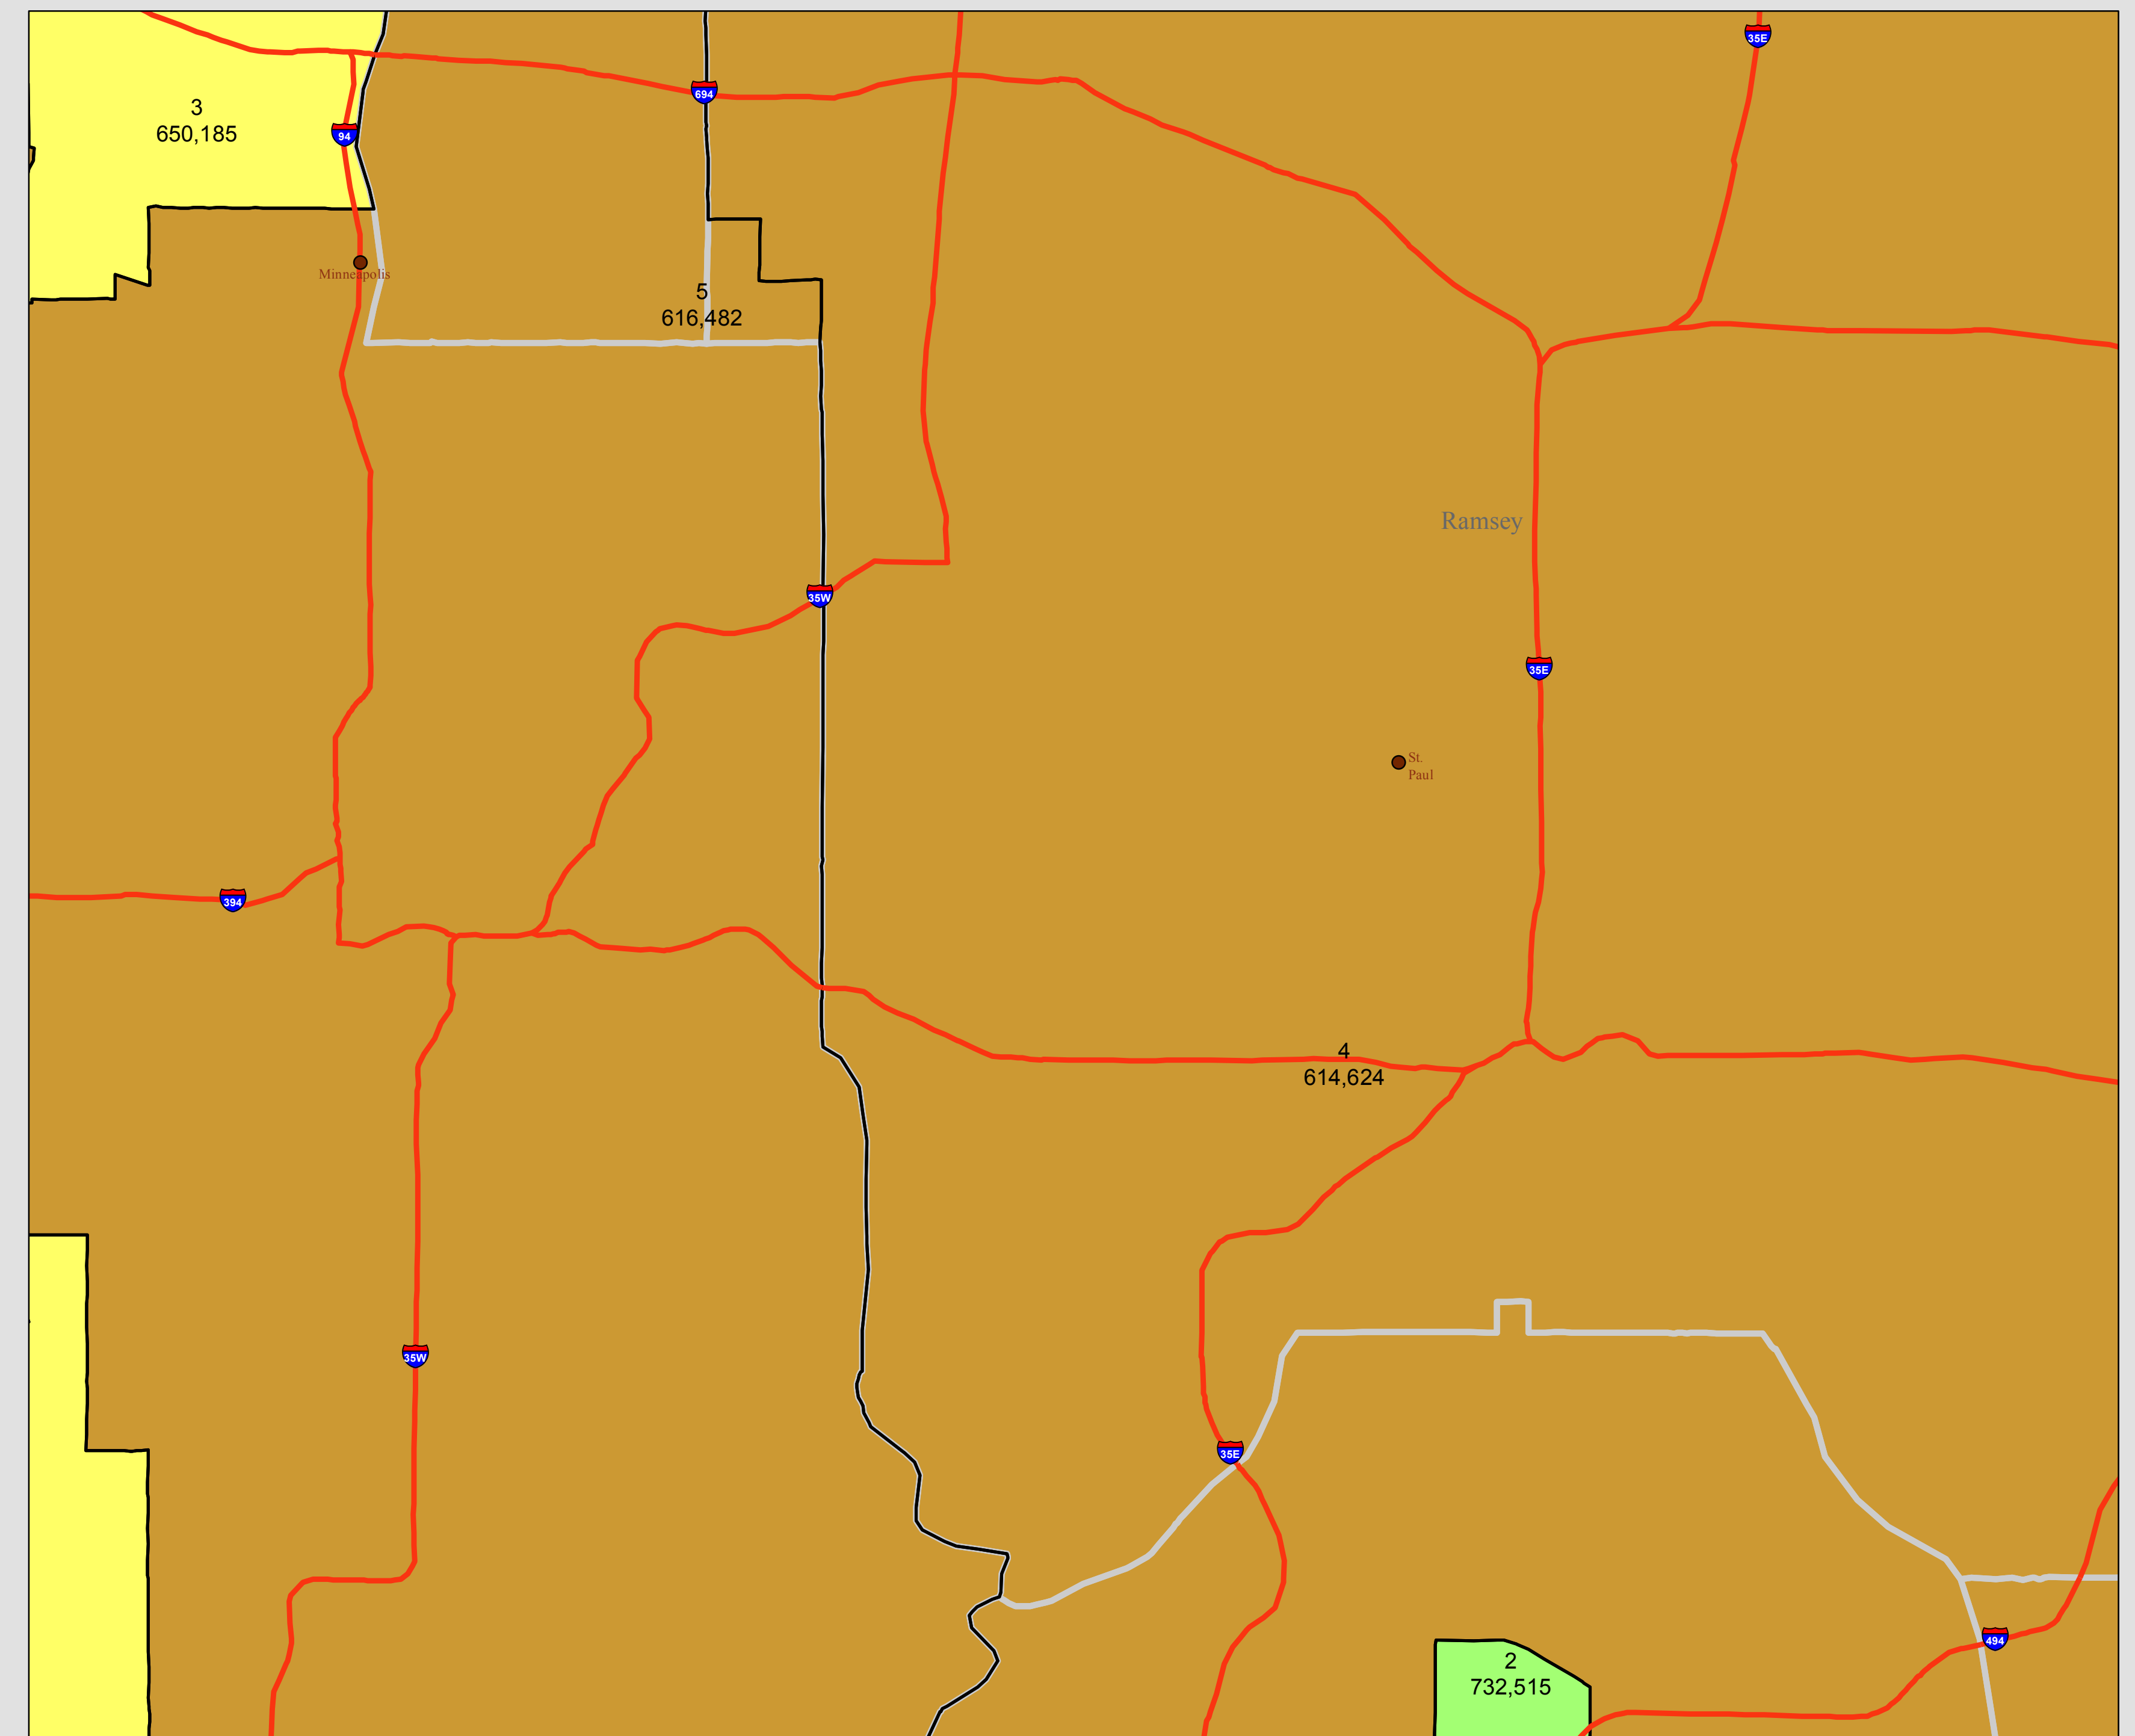 35E
694
3
650,185
94
Minneapolis
5
616,482
Ramsey
35W
35E
St.
Paul
394
4
614,624
35W
35E
494
2
732,515